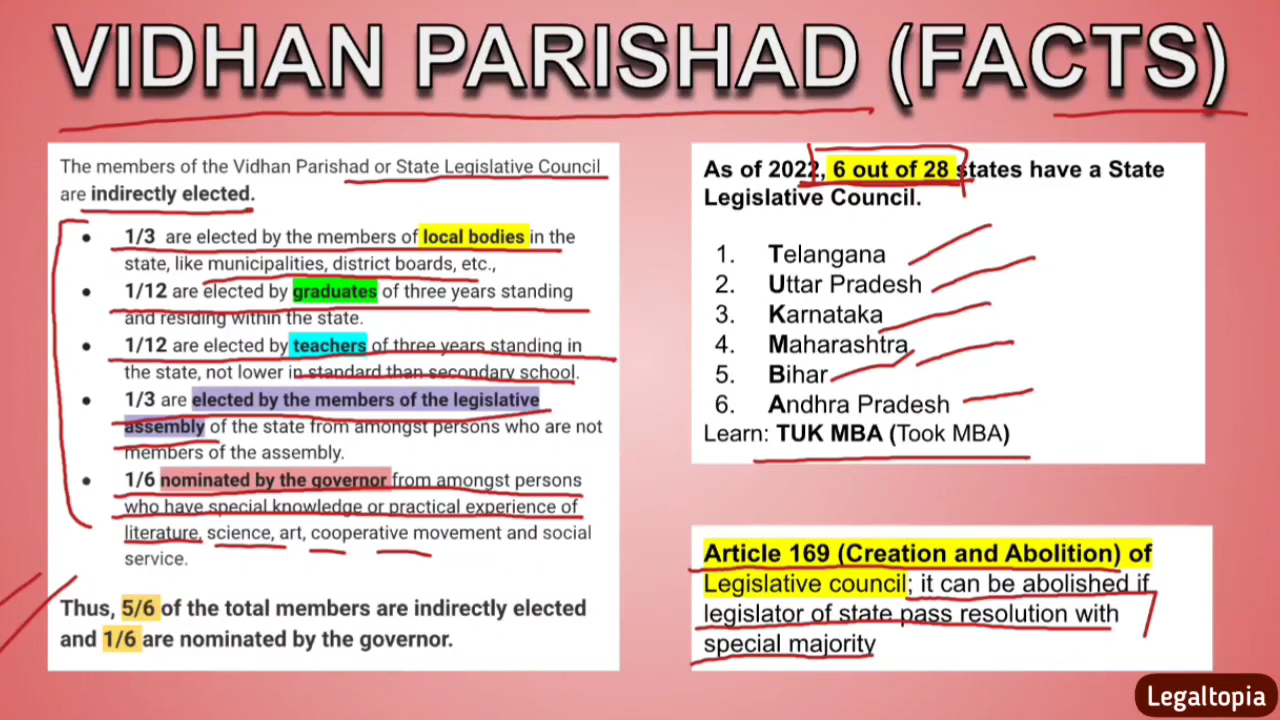 VIDHAN PARISHAD (FACTS)
The members of the Vidhan Parishad or State Legislative Council
are indirectly elected.
• 1/3 are elected by the members of local bodies in the
state, like municipalities, district boards, etc.,
• 1/12 are elected by graduates of three years standing
and residing within the state.
• 1/12 are elected by teachers of three years standing in
the state, not lower in standard than secondary school.
• 1/3 are elected by the members of the legislative
assembly of the state from amongst persons who are not
members of the assembly.
• 1/6 nominated by the governor from amongst persons
who have special knowledge or practical experience of
literature, science, art, cooperative movement and social
service.
Thus, 5/6 of the total members are indirectly elected
and 1/6 are nominated by the governor.
As of 2022, 6 out of 28 states have a State
Legislative Council.
1. Telangana
2. Uttar Pradesh
3. Karnataka
4. Maharashtra
5. Bihar
6. Andhra Pradesh
Learn: TUK MBA (Took MBA)
Article 169 (Creation and Abolition) of
Legislative council; it can be abolished if
legislator of state pass resolution with
special majority
Legaltopia